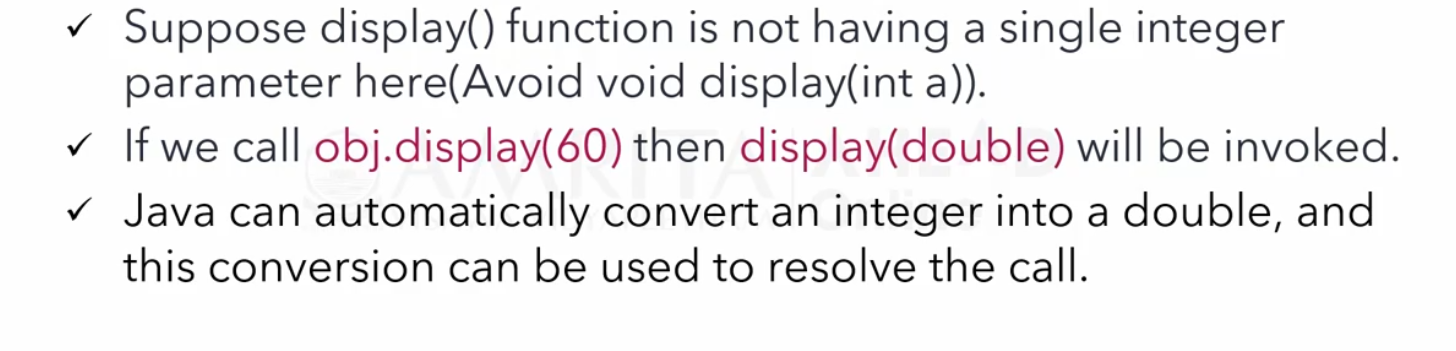 ✓ Suppose display() function is not having a single integer
parameter here(Avoid void display(int a)).
✓ If we call obj.display(60) then display(double) will be invoked.
✓ Java can automatically convert an integer into a double, and
this conversion can be used to resolve the call.
AMRITA